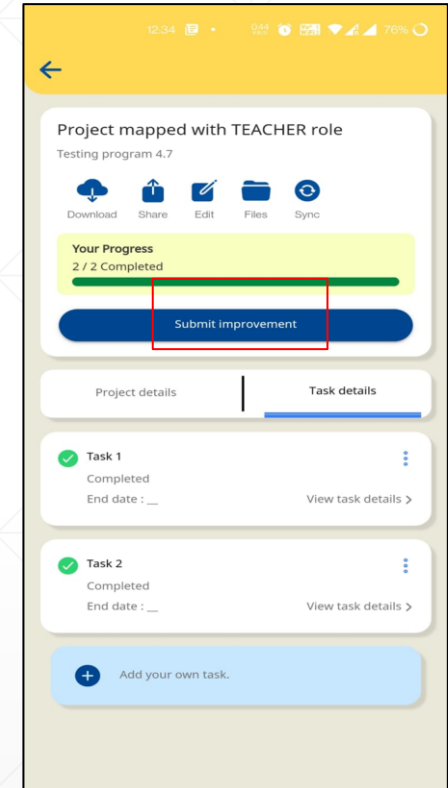 12.34
76%
Project mapped with TEACHER role
Testing program 4.7
Download Share Edit Files Sync
Your Progress
2 / 2 Completed
Submit improvement
Project details Task details
Task 1
Completed
End date : __ View task details >
Task 2
Completed
End date : __ View task details >
Add your own task.